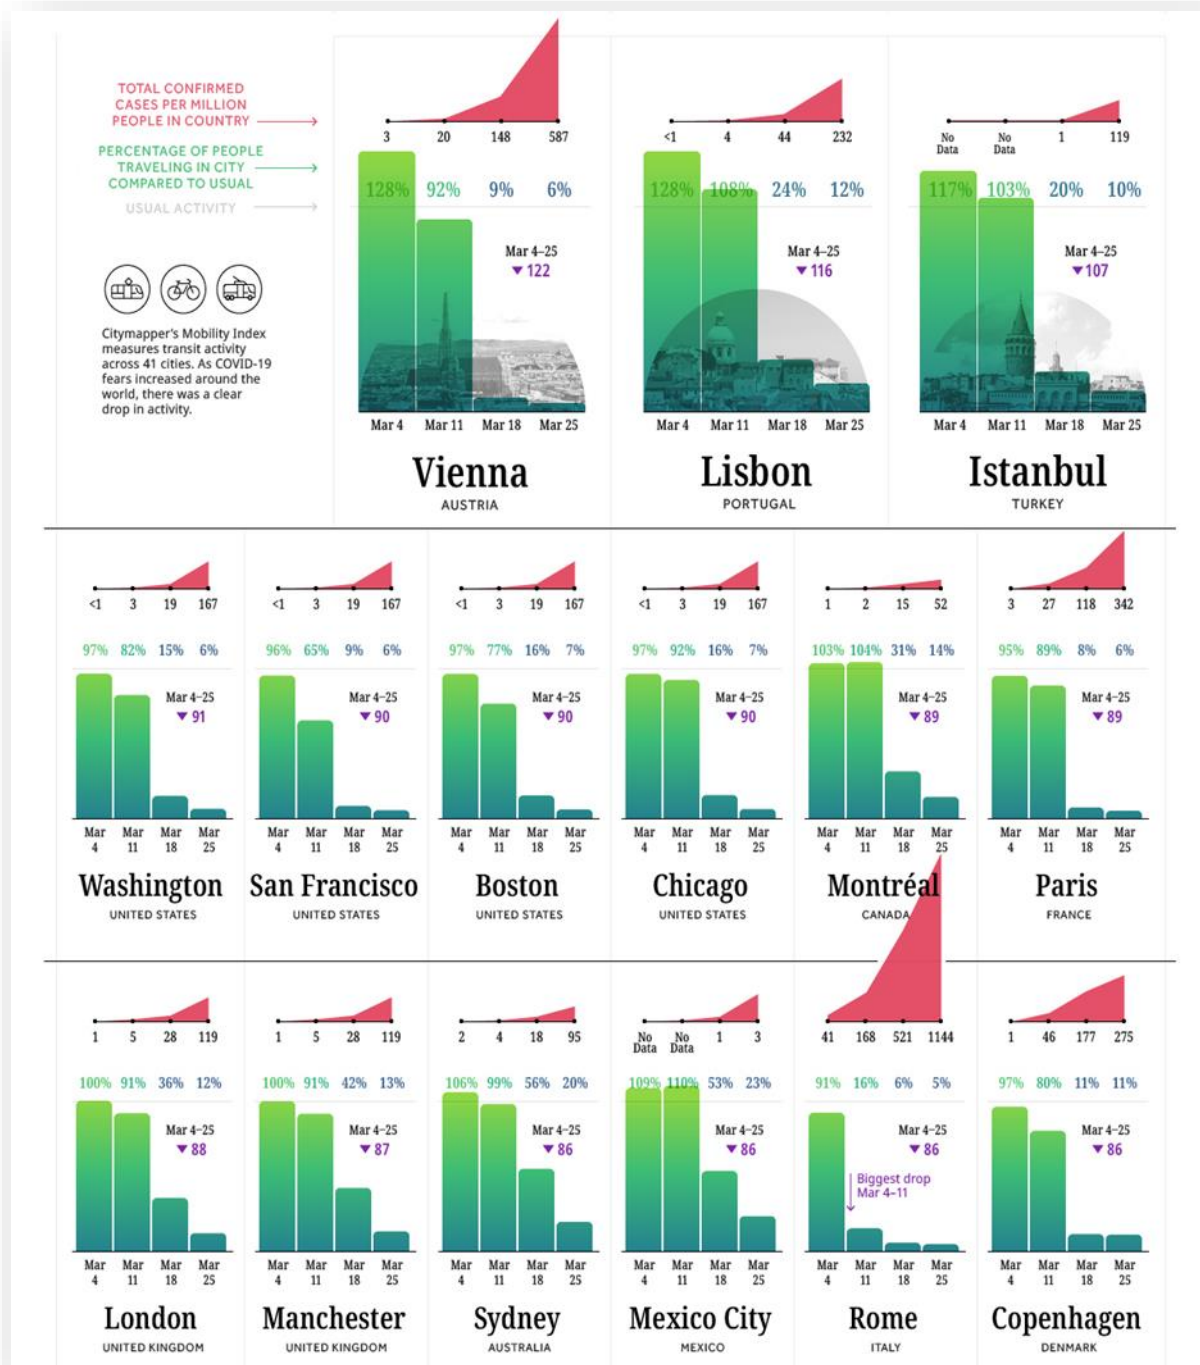 TOTAL CONFIRMED
CASES PER MILLION
PEOPLE IN COUNTRY
PERCENTAGE OF PEOPLE
TRAVELING IN CITY
COMPARED TO USUAL
USUAL ACTIVITY
Citymapper's Mobility Index
measures transit activity
across 41 cities. As COVID-19
fears increased around the
world, there was a clear
drop in activity.
3 20 148 587
128% 92% 9% 6%
Mar 4–25
▼122
Mar 4 Mar 11 Mar 18 Mar 25
Vienna
AUSTRIA
<1 4 44 232
128% 108% 24% 12%
Mar 4–25
▼116
Mar 4 Mar 11 Mar 18 Mar 25
Lisbon
PORTUGAL
No Data No Data 1 119
117% 103% 20% 10%
Mar 4–25
▼107
Mar 4 Mar 11 Mar 18 Mar 25
Istanbul
TURKEY
<1 3 19 167
97% 82% 15% 6%
Mar 4–25
▼91
Mar 4 Mar 11 Mar 18 Mar 25
Washington
UNITED STATES
<1 3 19 167
96% 65% 9% 6%
Mar 4–25
▼90
Mar 4 Mar 11 Mar 18 Mar 25
San Francisco
UNITED STATES
<1 3 19 167
97% 77% 16% 7%
Mar 4–25
▼90
Mar 4 Mar 11 Mar 18 Mar 25
Boston
UNITED STATES
<1 3 19 167
97% 92% 16% 7%
Mar 4–25
▼90
Mar 4 Mar 11 Mar 18 Mar 25
Chicago
UNITED STATES
1 2 15 52
103% 104% 31% 14%
Mar 4–25
▼89
Mar 4 Mar 11 Mar 18 Mar 25
Montréal
CANADA
3 27 118 342
95% 89% 8% 6%
Mar 4–25
▼89
Mar 4 Mar 11 Mar 18 Mar 25
Paris
FRANCE
1 5 28 119
100% 91% 36% 12%
Mar 4–25
▼88
Mar 4 Mar 11 Mar 18 Mar 25
London
UNITED KINGDOM
1 5 28 119
100% 91% 42% 13%
Mar 4–25
▼87
Mar 4 Mar 11 Mar 18 Mar 25
Manchester
UNITED KINGDOM
2 4 18 95
106% 99% 56% 20%
Mar 4–25
▼86
Mar 4 Mar 11 Mar 18 Mar 25
Sydney
AUSTRALIA
No Data No Data 1 3
109% 110% 53% 23%
Mar 4–25
▼86
Mar 4 Mar 11 Mar 18 Mar 25
Mexico City
MEXICO
41 168 521 1144
91% 16% 6% 5%
Mar 4–25
▼86
Biggest drop
Mar 4–11
Mar 4 Mar 11 Mar 18 Mar 25
Rome
ITALY
1 46 177 275
97% 80% 11% 11%
Mar 4–25
▼86
Mar 4 Mar 11 Mar 18 Mar 25
Copenhagen
DENMARK